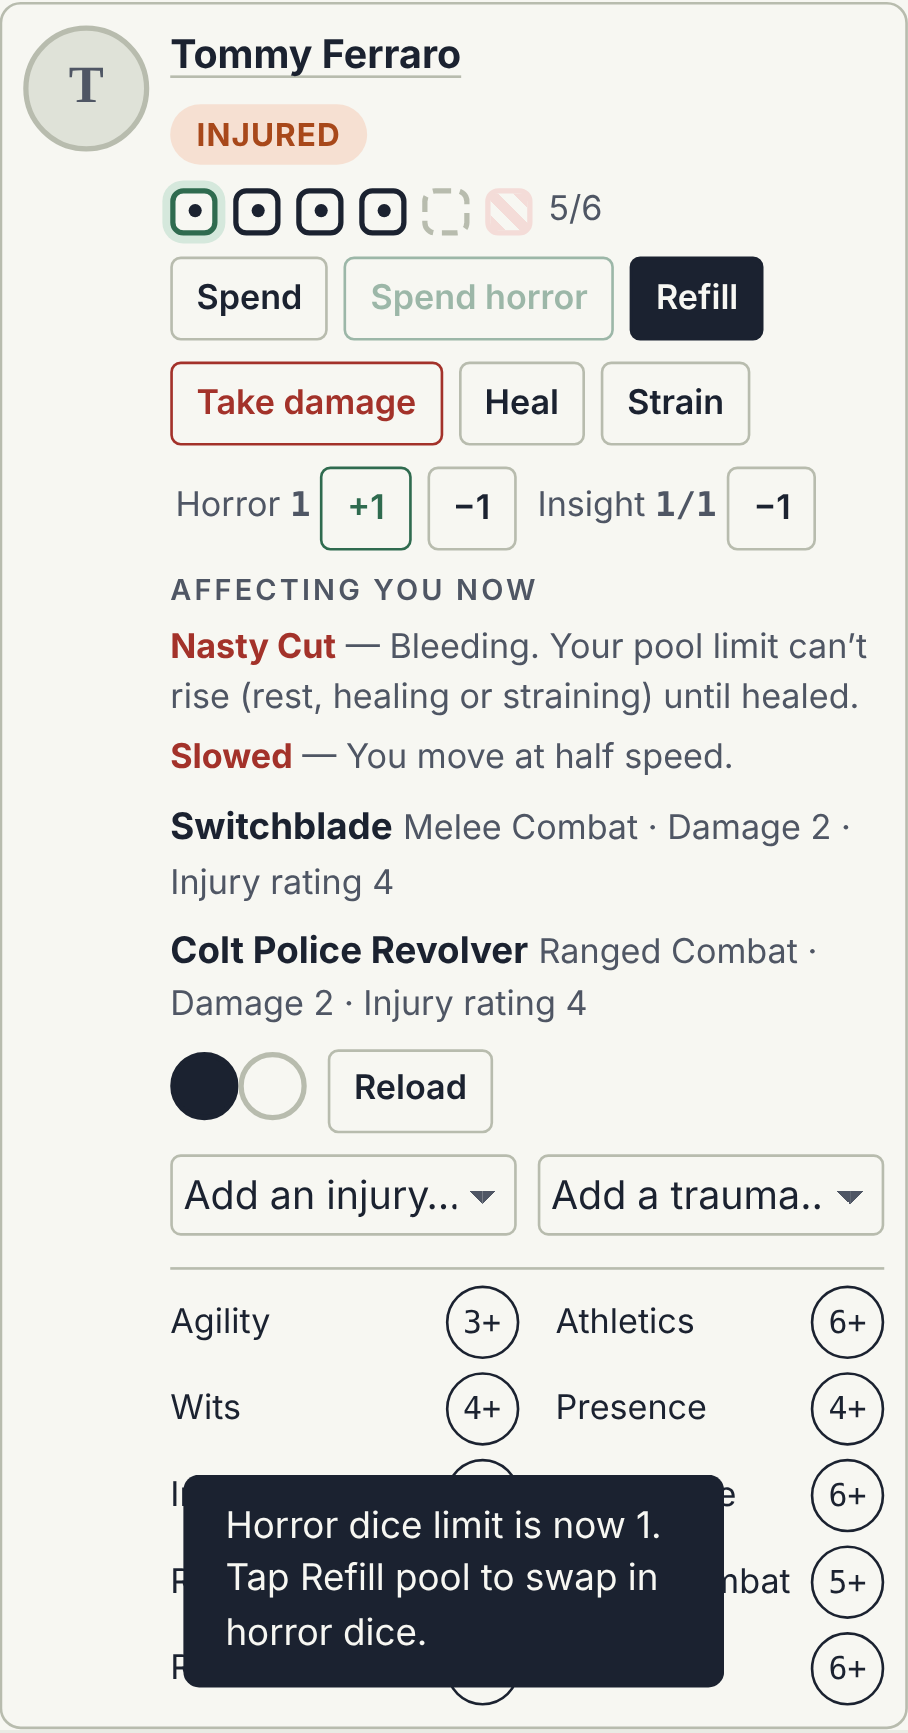 T
Tommy Ferraro
INJURED
5/6
Spend
Spend horror
Refill
Take damage
Heal
Strain
Horror 1 +1 −1 Insight 1/1 −1
AFFECTING YOU NOW
Nasty Cut — Bleeding. Your pool limit can’t
rise (rest, healing or straining) until healed.
Slowed — You move at half speed.
Switchblade Melee Combat · Damage 2 ·
Injury rating 4
Colt Police Revolver Ranged Combat ·
Damage 2 · Injury rating 4
Reload
Add an injury...
Add a trauma..
Agility 3+ Athletics 6+
Wits 4+ Presence 4+
6+
5+
6+
Horror dice limit is now 1.
Tap Refill pool to swap in
horror dice.